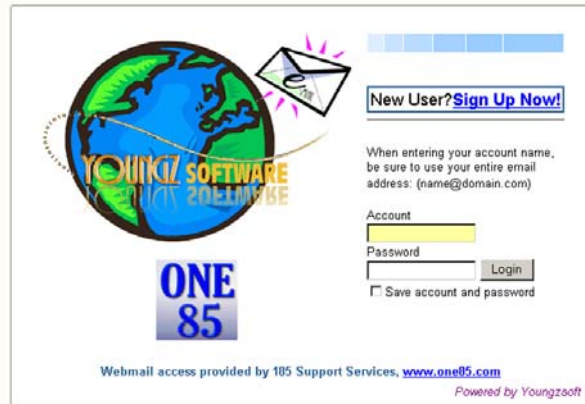 New User?Sign Up Now!
When entering your account name,
be sure to use your entire email
address: (name@domain.com)
YOUNGZ SOFTWARE
Account
Password
Login
Save account and password
ONE
85
Webmail access provided by 185 Support Services, www.one85.com
Powered by Youngzsoft